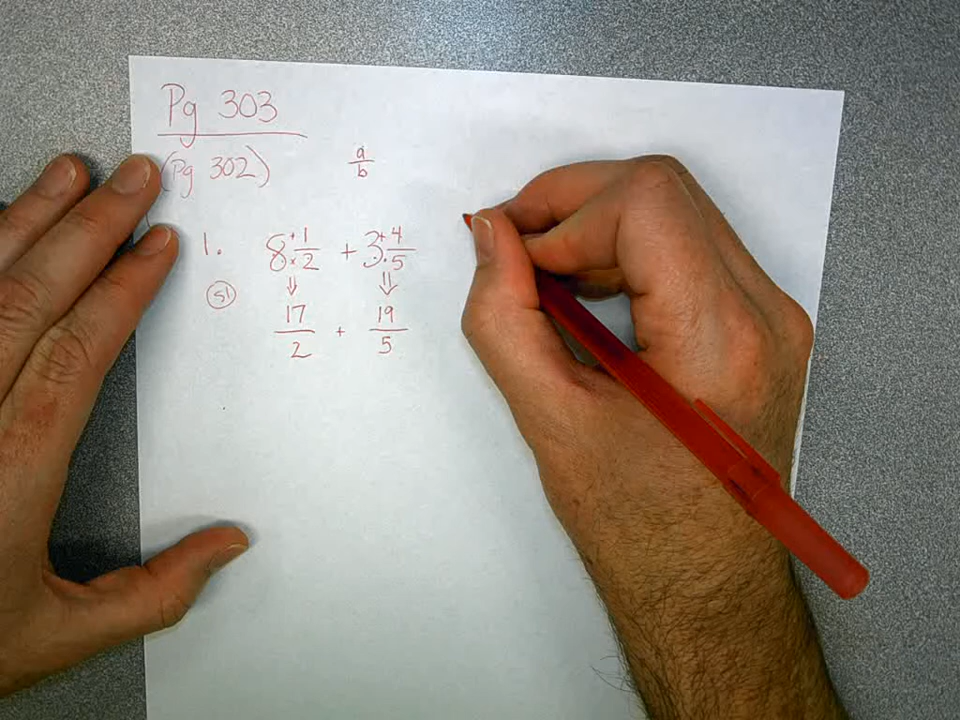 Pg 303
(Pg 302)
a/b
1. 8 + 1/2 + 3 + 4/5
S1 ⇓ ⇓
17/2 + 19/5